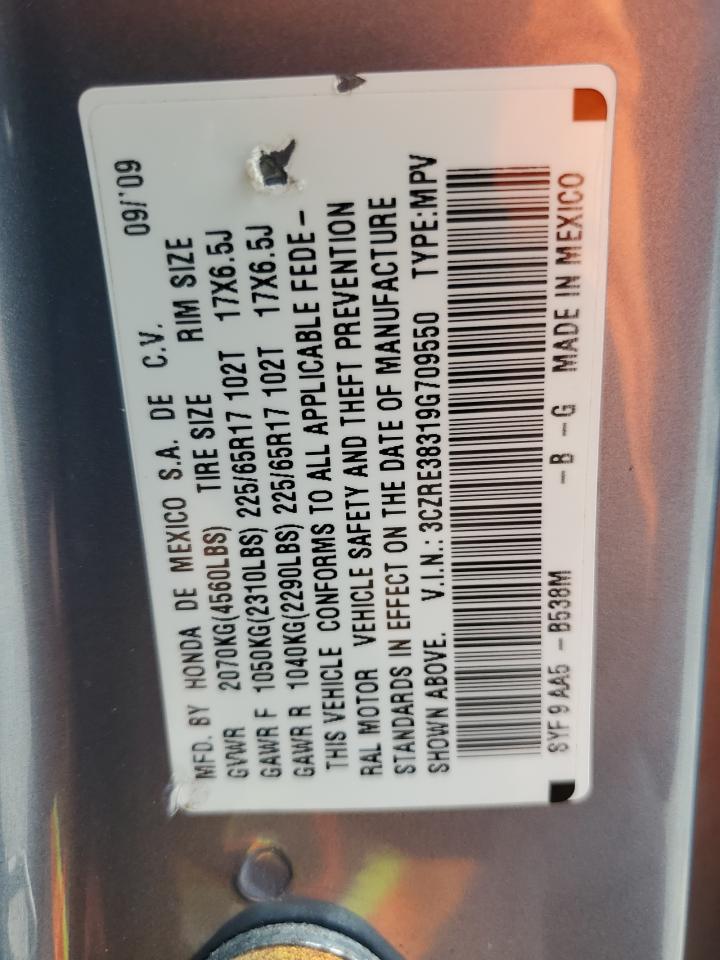 MFD. BY HONDA DE MEXICO S.A. DE C.V. 09/'09
GVWR 2070KG(4560LBS) TIRE SIZE RIM SIZE
GAWR F 1050KG(2310LBS) 225/65R17 102T 17X6.5J
GAWR R 1040KG(2290LBS) 225/65R17 102T 17X6.5J
THIS VEHICLE CONFORMS TO ALL APPLICABLE FEDE-
RAL MOTOR VEHICLE SAFETY AND THEFT PREVENTION
STANDARDS IN EFFECT ON THE DATE OF MANUFACTURE
SHOWN ABOVE. V.I.N.: 3CZRE38319G709550 TYPE:MPV
SYF 9 AA5 - B538M - B - G MADE IN MEXICO